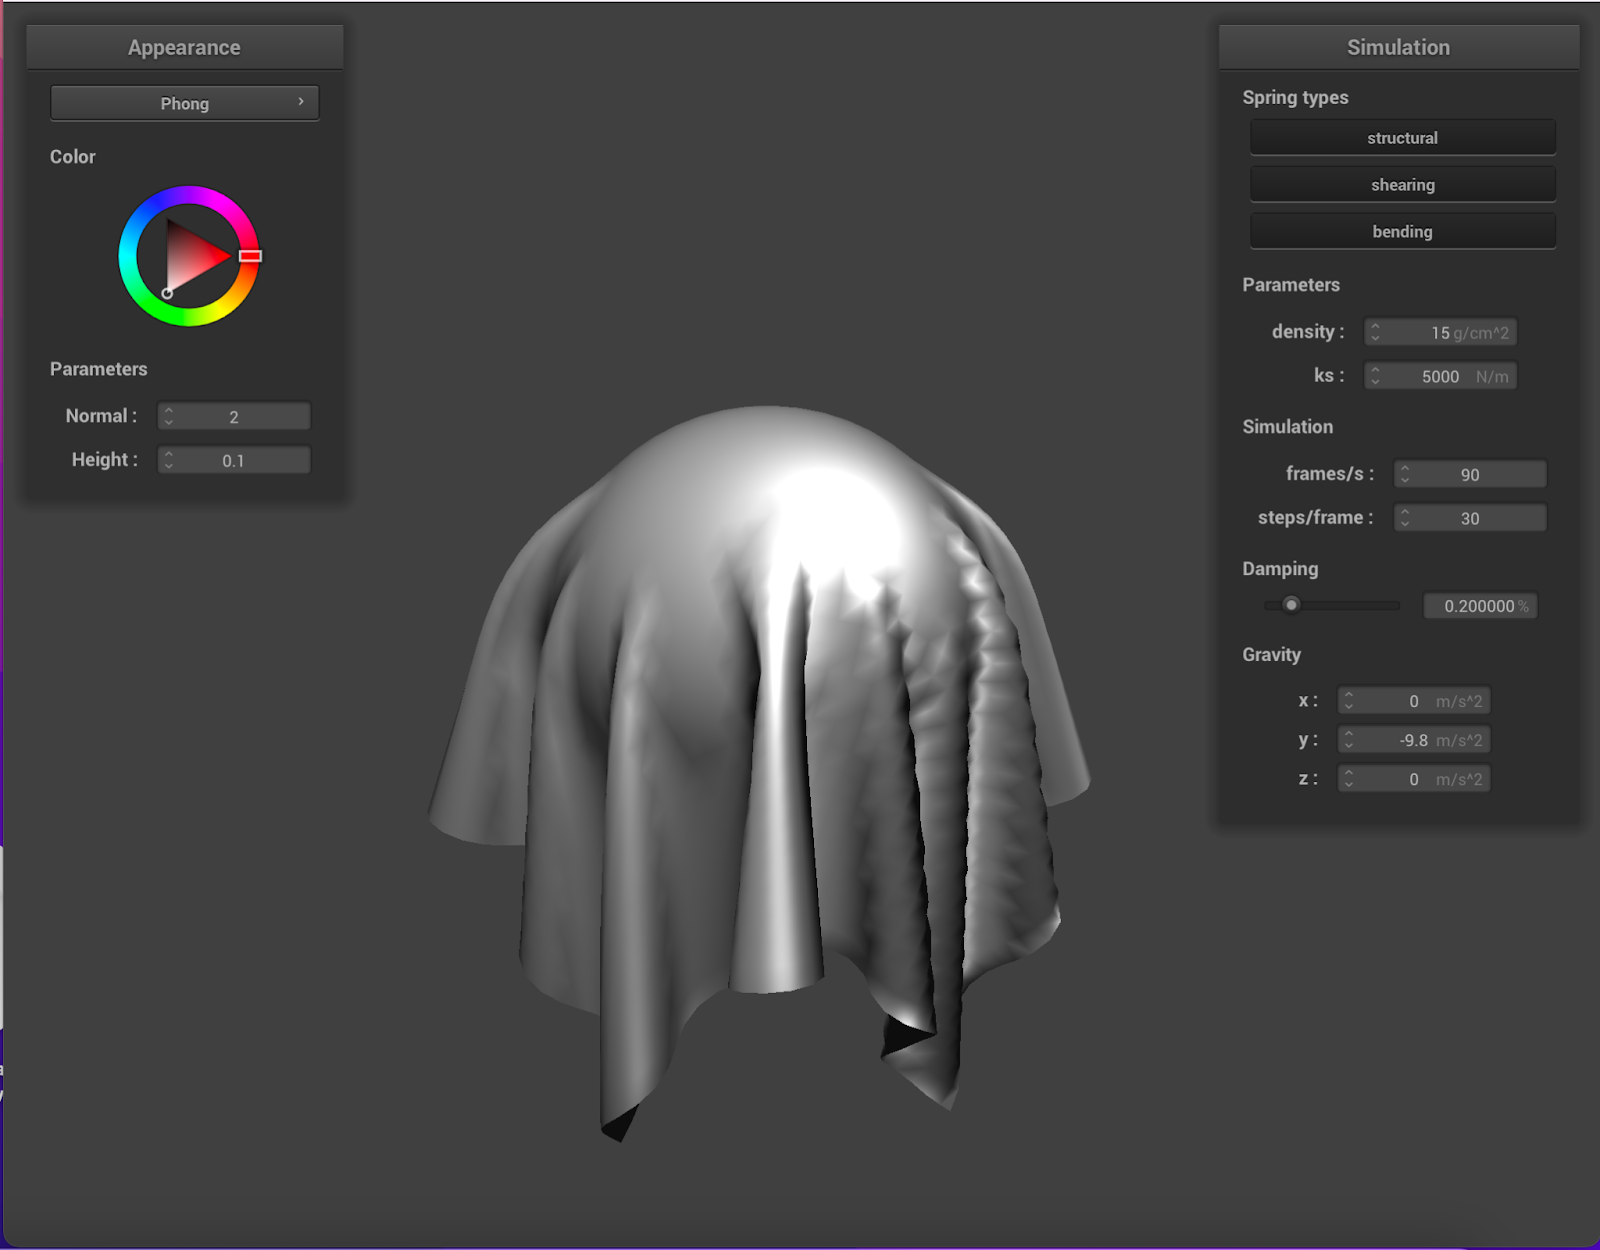 Appearance
Phong
Color
Parameters
Normal : 2
Height : 0.1
Simulation
Spring types
structural
shearing
bending
Parameters
density : 15 g/cm^2
ks : 5000 N/m
Simulation
frames/s : 90
steps/frame : 30
Damping
0.200000 %
Gravity
x : 0 m/s^2
y : -9.8 m/s^2
z : 0 m/s^2